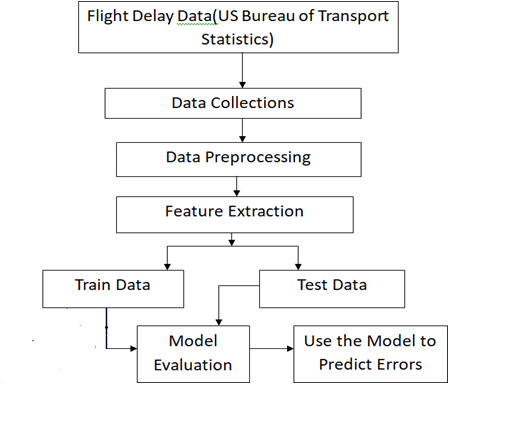 Flight Delay Data(US Bureau of Transport
Statistics)
Data Collections
Data Preprocessing
Feature Extraction
Train Data
Test Data
Model
Evaluation
Use the Model to
Predict Errors